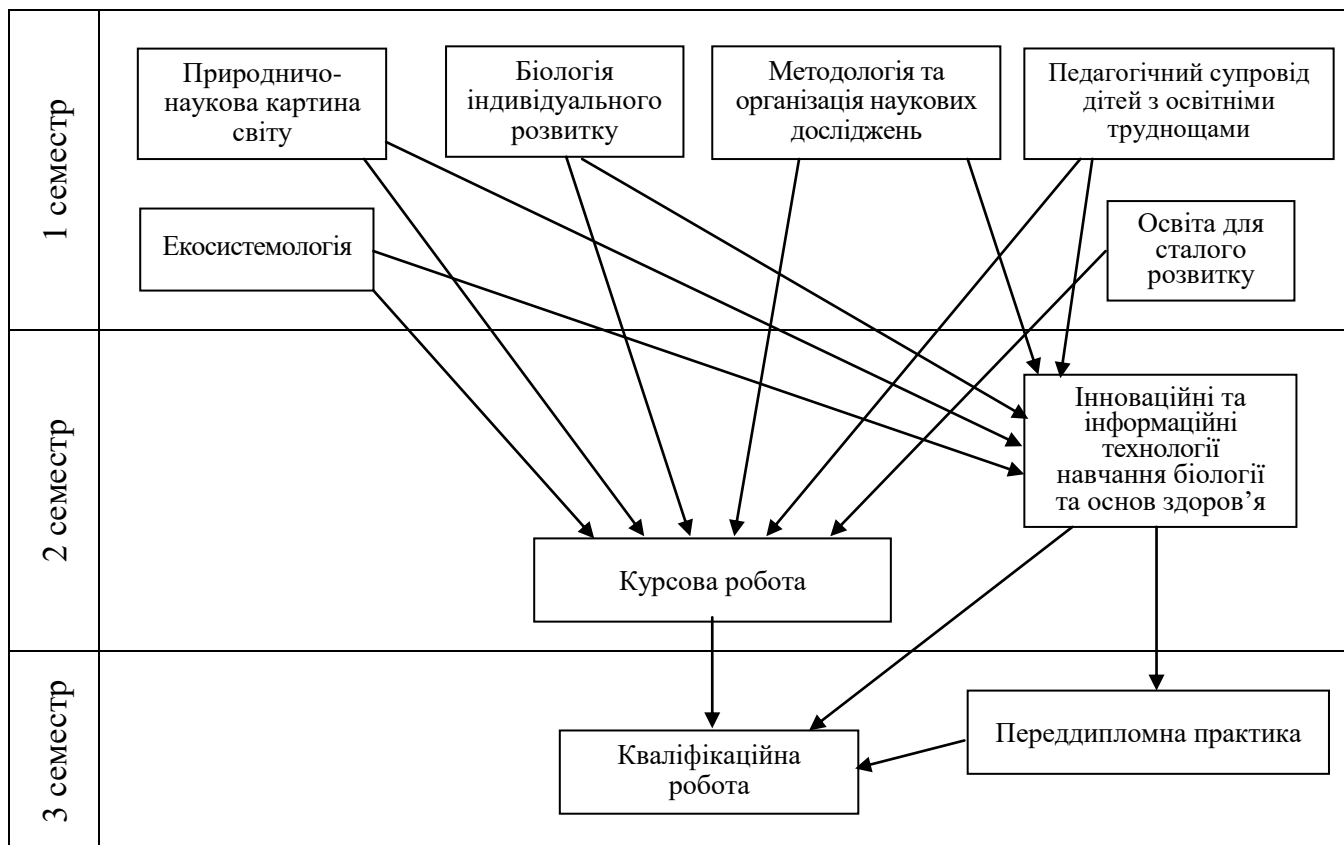 1 семестр
Природничо-
наукова картина
світу
Біологія
індивідуального
розвитку
Методологія та
організація наукових
досліджень
Педагогічний супровід
дітей з освітніми
труднощами
Екосистемологія
Освіта для
сталого
розвитку
2 семестр
Інноваційні та
інформаційні
технології
навчання біології
та основ здоров’я
Курсова робота
3 семестр
Кваліфікаційна
робота
Переддипломна практика